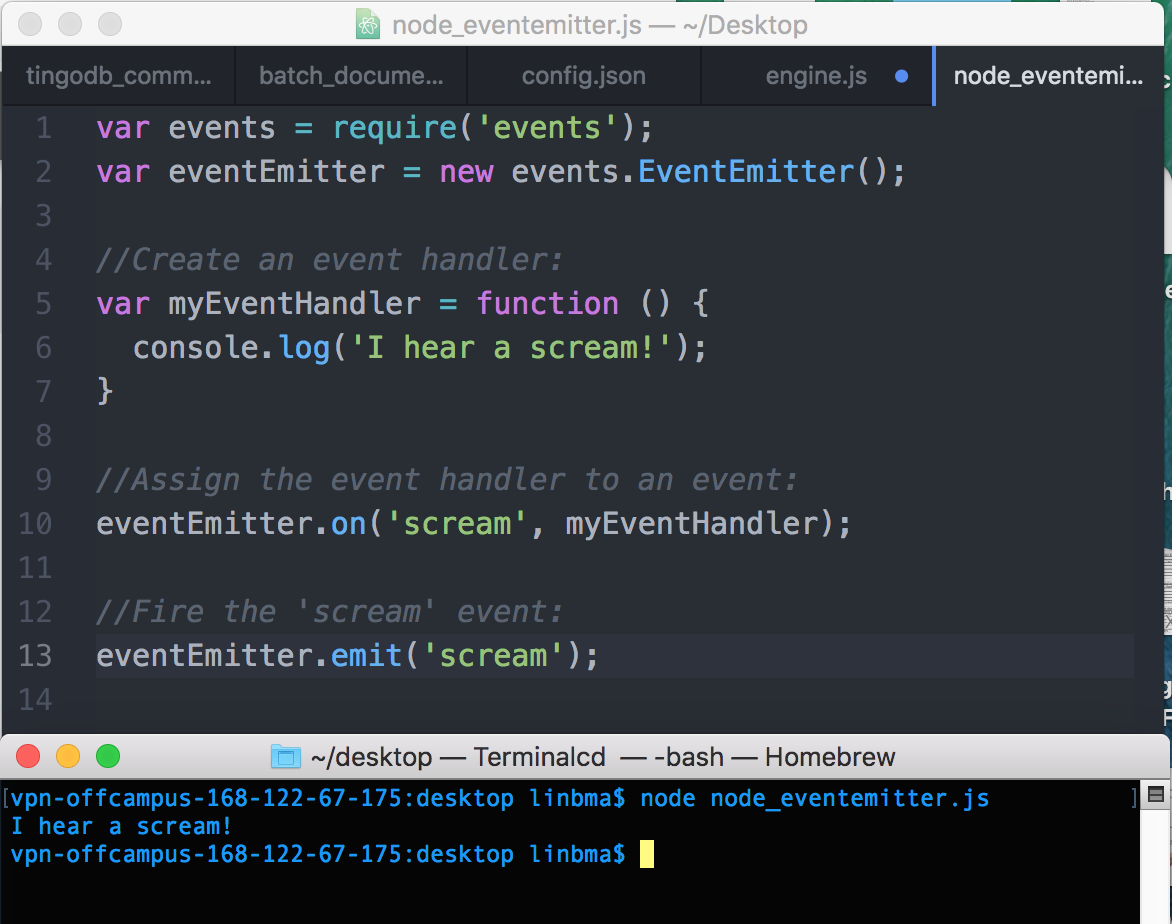 node_eventemitter.js — ~/Desktop
tingodb_comm... batch_docume... config.json engine.js node_eventemi...
1 var events = require('events');
2 var eventEmitter = new events.EventEmitter();
3
4 //Create an event handler:
5 var myEventHandler = function () {
6   console.log('I hear a scream!');
7 }
8
9 //Assign the event handler to an event:
10 eventEmitter.on('scream', myEventHandler);
11
12 //Fire the 'scream' event:
13 eventEmitter.emit('scream');
14
~/desktop — Terminalcd — -bash — Homebrew
[vpn-offcampus-168-122-67-175:desktop linbma$ node node_eventemitter.js ]
I hear a scream!
vpn-offcampus-168-122-67-175:desktop linbma$